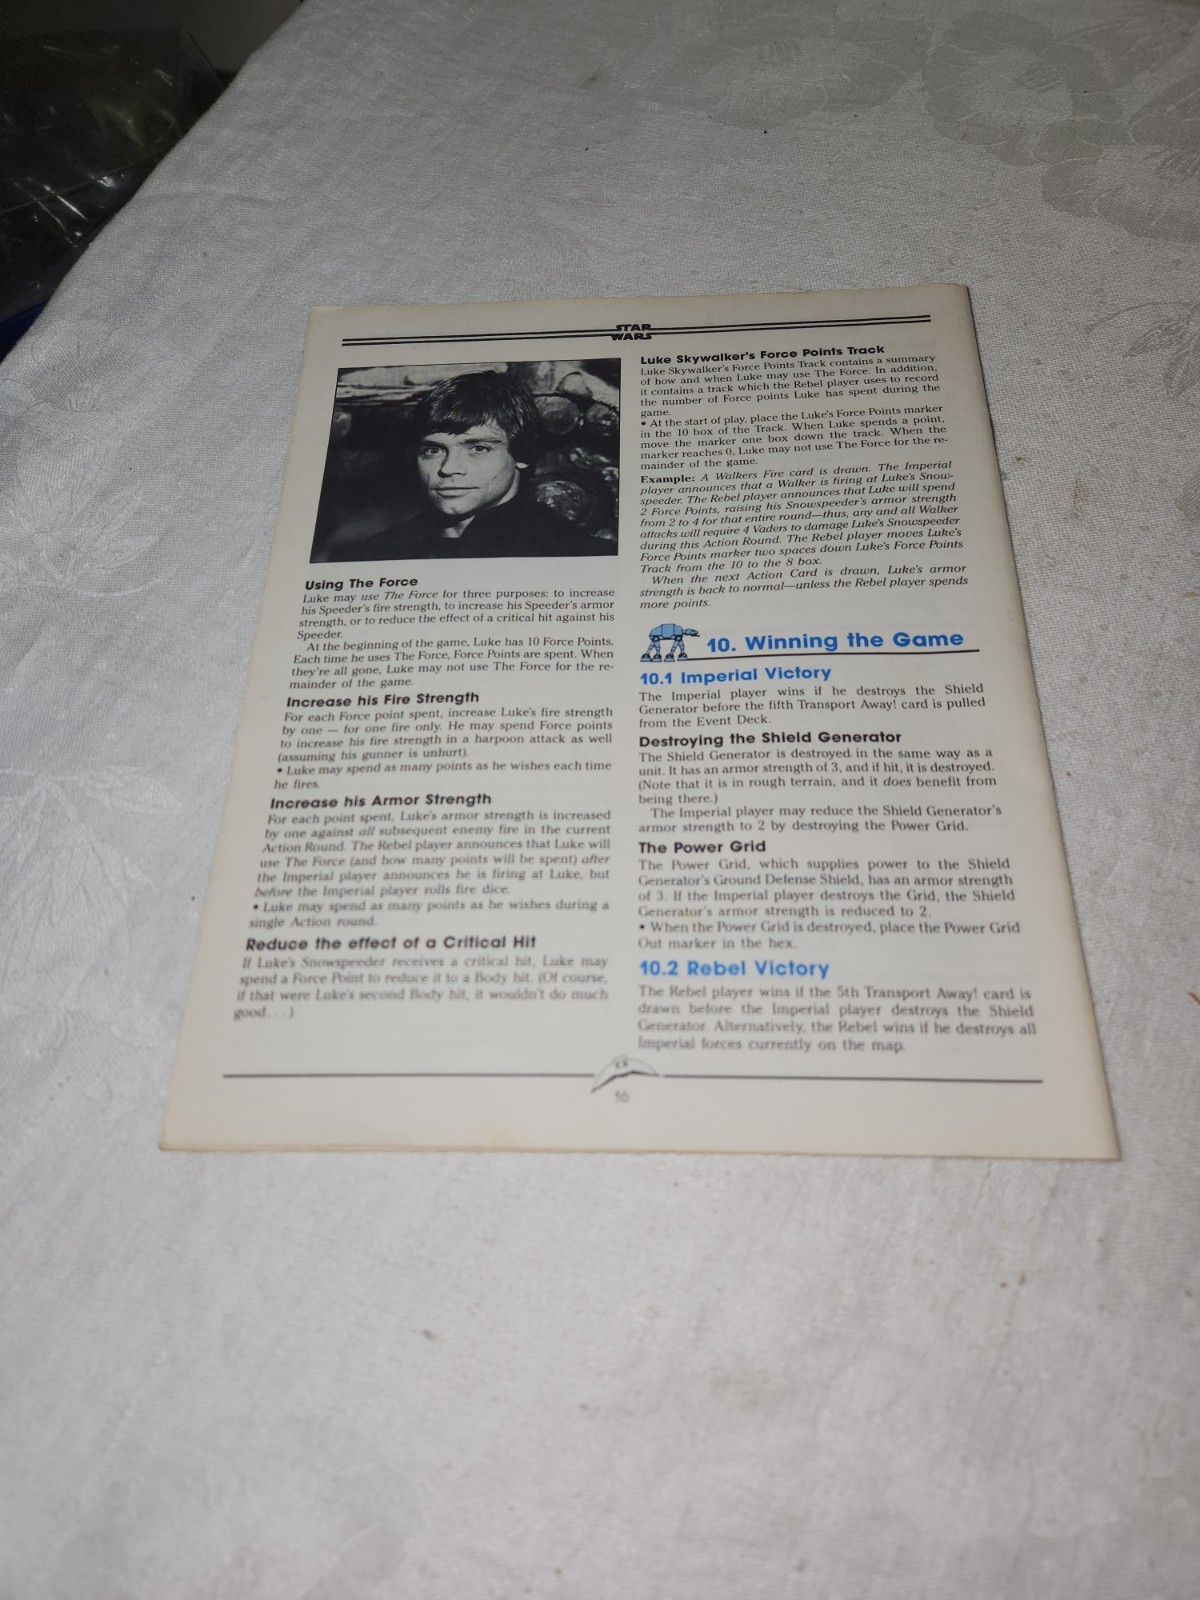 STAR
WARS
Using The Force
Luke may use The Force for three purposes: to increase
his Speeder's fire strength, to increase his Speeder's armor
strength, or to reduce the effect of a critical hit against his
Speeder.
At the beginning of the game, Luke has 10 Force Points.
Each time he uses The Force, Force Points are spent. When
they're all gone, Luke may not use The Force for the re-
mainder of the game.
Increase his Fire Strength
For each Force point spent, increase Luke's fire strength
by one — for one fire only. He may spend Force points
to increase his fire strength in a harpoon attack as well
(assuming his gunner is unhurt).
• Luke may spend as many points as he wishes each time
he fires.
Increase his Armor Strength
For each point spent, Luke's armor strength is increased
by one against all subsequent enemy fire in the current
Action Round. The Rebel player announces that Luke will
use The Force (and how many points will be spent) after
the Imperial player announces he is firing at Luke, but
before the Imperial player rolls fire dice.
• Luke may spend as many points as he wishes during a
single Action round.
Reduce the effect of a Critical Hit
If Luke's Snowspeeder receives a critical hit, Luke may
spend a Force Point to reduce it to a Body hit. (Of course,
if that were Luke's second Body hit, it wouldn't do much
good...)
Luke Skywalker's Force Points Track
Luke Skywalker's Force Points Track contains a summary
of how and when Luke may use The Force. In addition,
it contains a track which the Rebel player uses to record
the number of Force points Luke has spent during the
game.
• At the start of play, place the Luke's Force Points marker
in the 10 box of the Track. When Luke spends a point,
move the marker one box down the track. When the
marker reaches 0, Luke may not use The Force for the re-
mainder of the game.
Example: A Walkers Fire card is drawn. The Imperial
player announces that a Walker is firing at Luke's Snow-
speeder. The Rebel player announces that Luke will spend
2 Force Points, raising his Snowspeeder's armor strength
from 2 to 4 for that entire round—thus, any and all Walker
attacks will require 4 Vaders to damage Luke's Snowspeeder
during this Action Round. The Rebel player moves Luke's
Force Points marker two spaces down Luke's Force Points
Track from the 10 to the 8 box.
When the next Action Card is drawn, Luke's armor
strength is back to normal—unless the Rebel player spends
more points.
10. Winning the Game
10.1 Imperial Victory
The Imperial player wins if he destroys the Shield
Generator before the fifth Transport Away! card is pulled
from the Event Deck.
Destroying the Shield Generator
The Shield Generator is destroyed in the same way as a
unit. It has an armor strength of 3, and if hit, it is destroyed.
(Note that it is in rough terrain, and it does benefit from
being there.)
The Imperial player may reduce the Shield Generator's
armor strength to 2 by destroying the Power Grid.
The Power Grid
The Power Grid, which supplies power to the Shield
Generator's Ground Defense Shield, has an armor strength
of 3. If the Imperial player destroys the Grid, the Shield
Generator's armor strength is reduced to 2.
• When the Power Grid is destroyed, place the Power Grid
Out marker in the hex.
10.2 Rebel Victory
The Rebel player wins if the 5th Transport Away! card is
drawn before the Imperial player destroys the Shield
Generator. Alternatively, the Rebel wins if he destroys all
Imperial forces currently on the map.